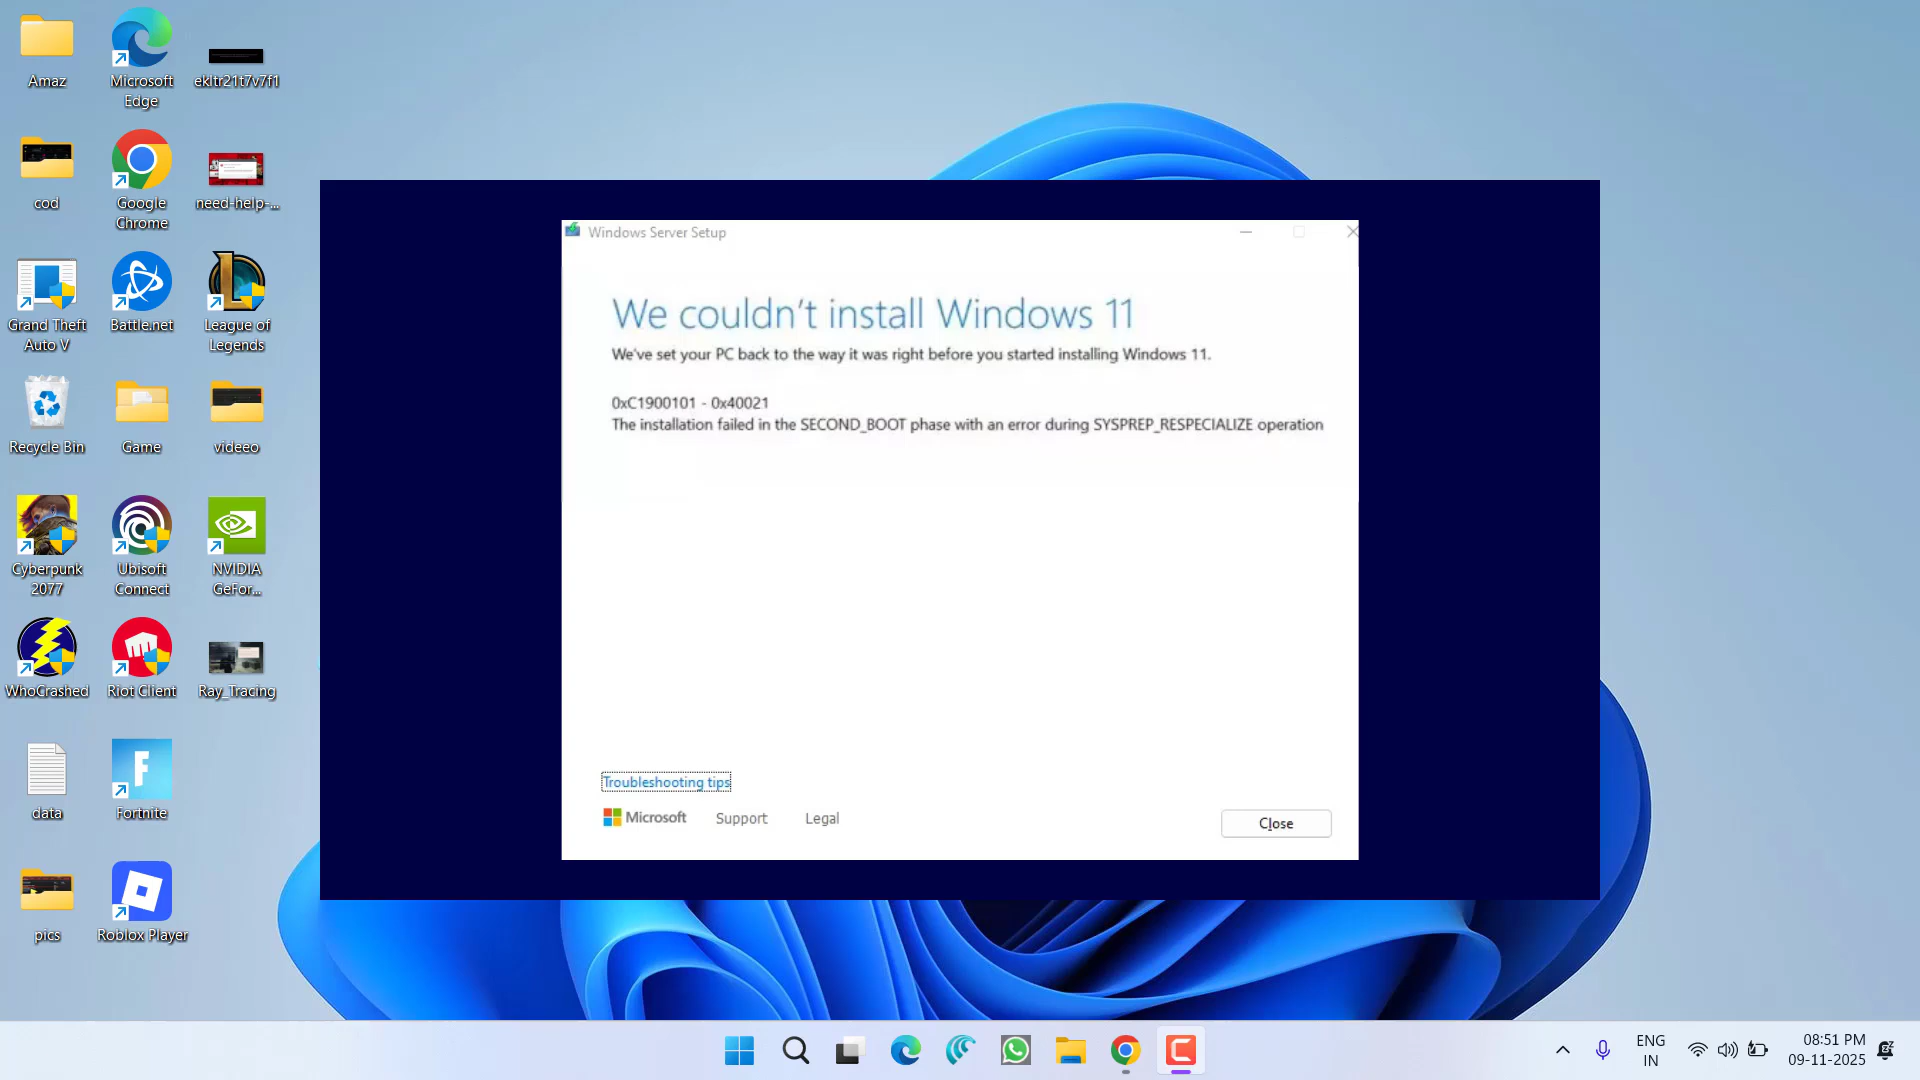 Amaz
Microsoft
Edge
ekltr21t7v7f1
cod
Google
Chrome
need-help-...
Grand Theft
Auto V
Battle.net
League of
Legends
Recycle Bin
Game
videeo
Cyberpunk
2077
Ubisoft
Connect
NVIDIA
GeFor...
WhoCrashed
Riot Client
Ray_Tracing
data
Fortnite
pics
Roblox Player
Windows Server Setup
We couldn't install Windows 11
We've set your PC back to the way it was right before you started installing Windows 11.
0xC1900101 - 0x40021
The installation failed in the SECOND_BOOT phase with an error during SYSPREP_RESPECIALIZE operation
Troubleshooting tips
Microsoft
Support
Legal
Close
ENG
IN
08:51 PM
09-11-2025